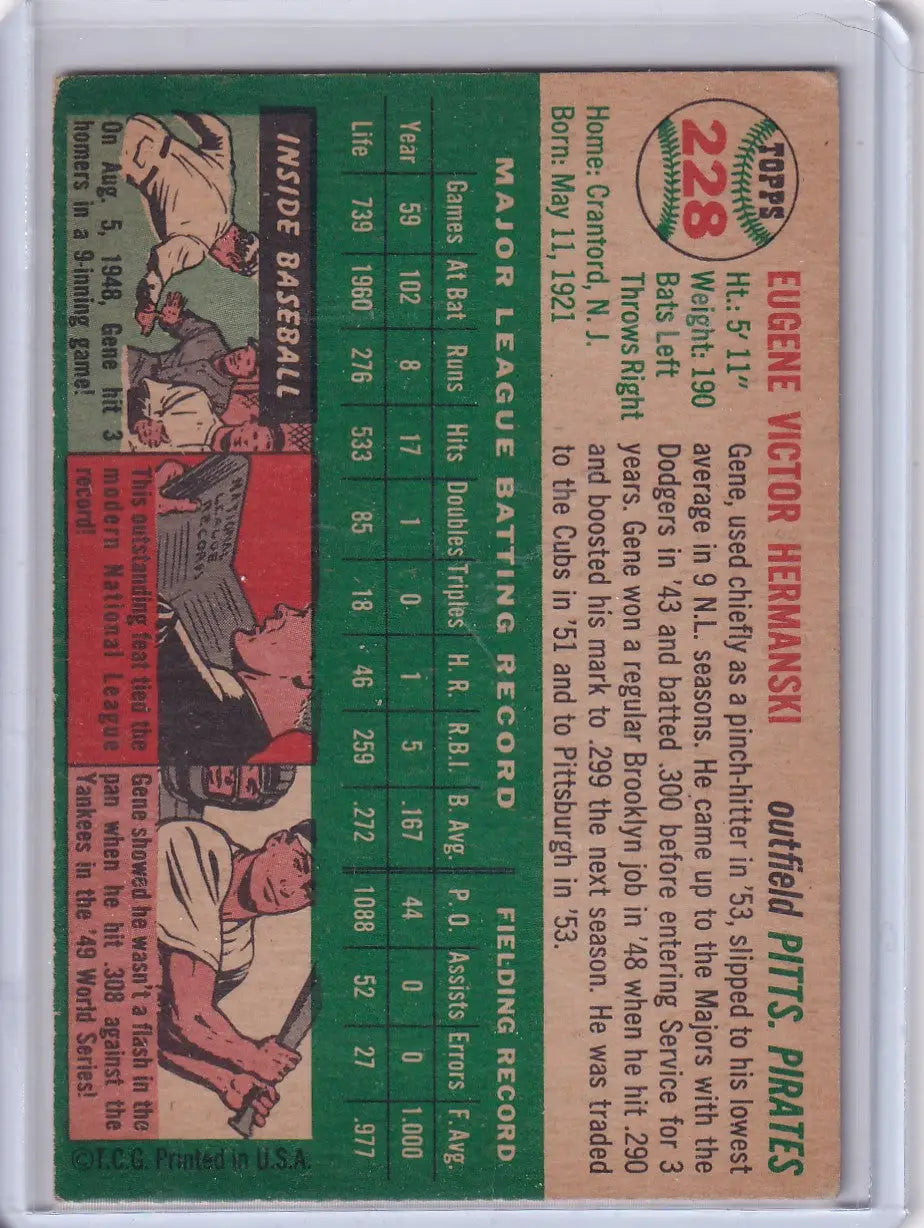 TOPPS
228
EUGENE VICTOR HERMANSKI
outfield PITTS. PIRATES
Ht.: 5' 11"
Weight: 190
Bats Left
Throws Right
Home: Cranford, N. J.
Born: May 11, 1921
Gene, used chiefly as a pinch-hitter in '53, slipped to his lowest
average in 9 N.L. seasons. He came up to the Majors with the
Dodgers in '43 and batted .300 before entering Service for 3
years. Gene won a regular Brooklyn job in '48 when he hit .290
and boosted his mark to .299 the next season. He was traded
to the Cubs in '51 and to Pittsburgh in '53.
MAJOR LEAGUE BATTING RECORD
FIELDING RECORD
Games At Bat Runs Hits Doubles Triples H. R. R.B.I. B. Avg. P. O. Assists Errors F. Avg.
Year 59 102 8 17 1 0 1 5 .167 44 0 0 1.000
Life 739 1960 276 533 85 18 46 259 .272 1088 52 27 .977
INSIDE BASEBALL
On Aug. 5, 1948, Gene hit 3
homers in a 9-inning game!
NATIONAL
LEAGUE
RECORDS
This outstanding feat tied the
modern National League
record!
Gene showed he wasn't a flash in the
pan when he hit .308 against the
Yankees in the '49 World Series!
©T.C.G. Printed in U.S.A.